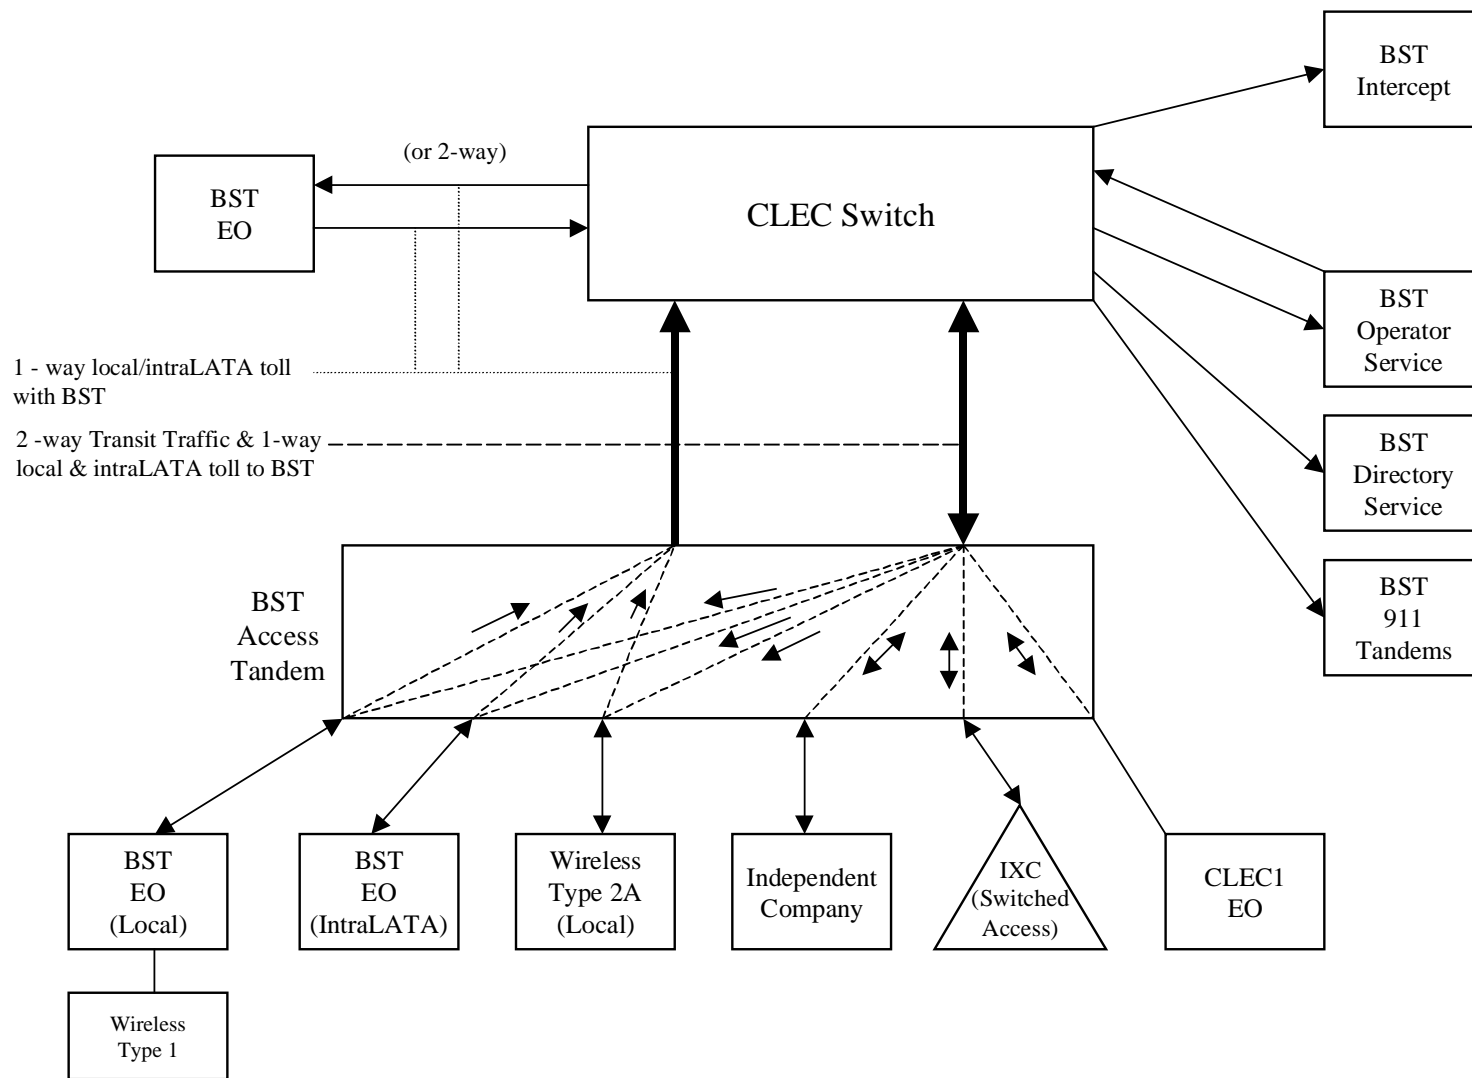 BST
Intercept
(or 2-way)
BST
EO
CLEC Switch
BST
Operator
Service
1 - way local/intraLATA toll
with BST
2 -way Transit Traffic & 1-way
local & intraLATA toll to BST
BST
Directory
Service
BST
911
Tandems
BST
Access
Tandem
BST
EO
(Local)
BST
EO
(IntraLATA)
Wireless
Type 2A
(Local)
Independent
Company
IXC
(Switched
Access)
CLEC1
EO
Wireless
Type 1